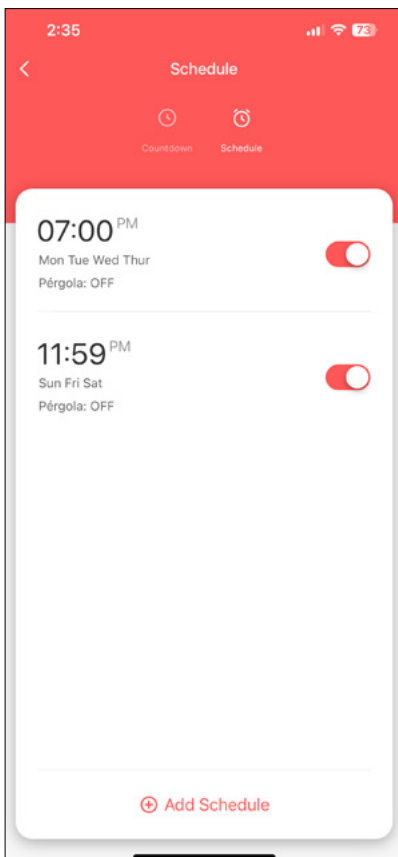 2:35
73
Schedule
Countdown Schedule
07:00 PM
Mon Tue Wed Thur
Pérgola: OFF
11:59 PM
Sun Fri Sat
Pérgola: OFF
Add Schedule